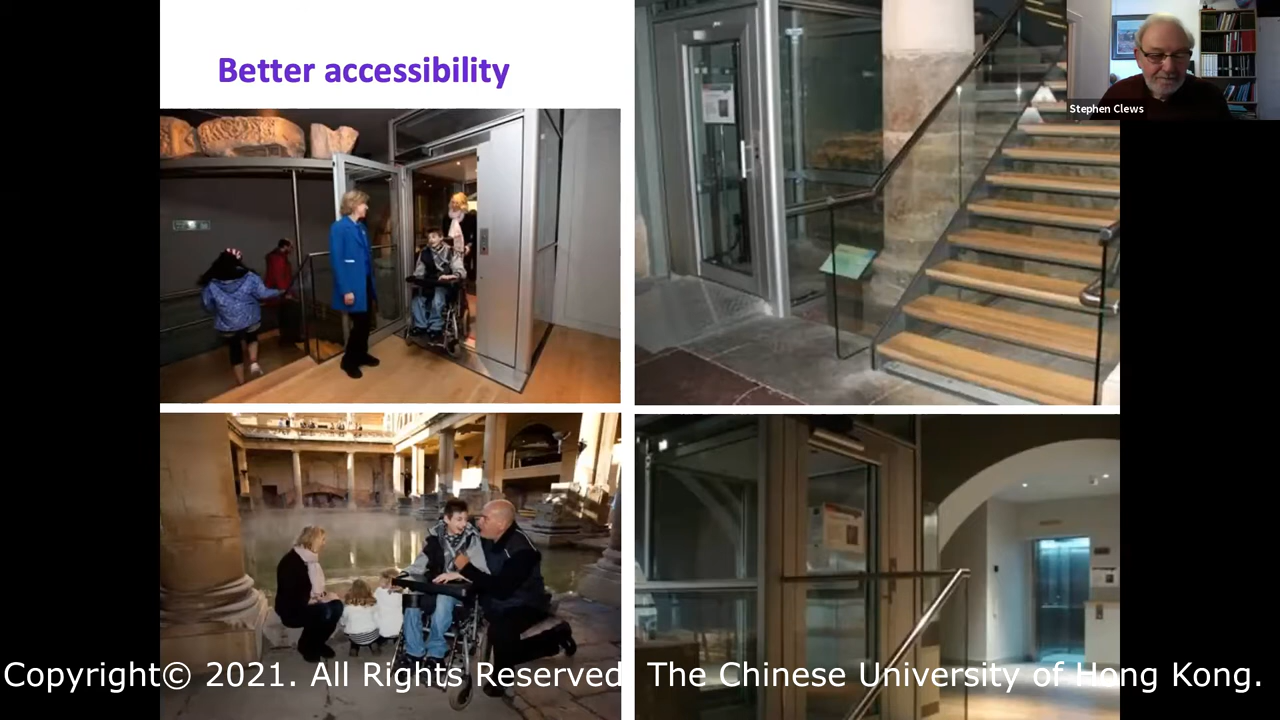 Better accessibility
Stephen Clews
Copyright© 2021. All Rights Reserved. The Chinese University of Hong Kong.